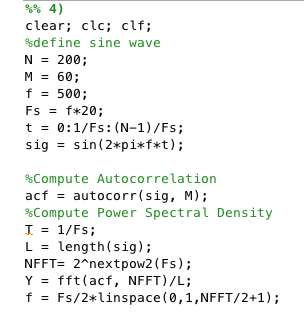 %% 4)
clear; clc; clf;
%define sine wave
N = 200;
M = 60;
f = 500;
Fs = f*20;
t = 0:1/Fs:(N-1)/Fs;
sig = sin(2*pi*f*t);
%Compute Autocorrelation
acf = autocorr(sig, M);
%Compute Power Spectral Density
T = 1/Fs;
L = length(sig);
NFFT= 2^nextpow2(Fs);
Y = fft(acf, NFFT)/L;
f = Fs/2*linspace(0,1,NFFT/2+1);